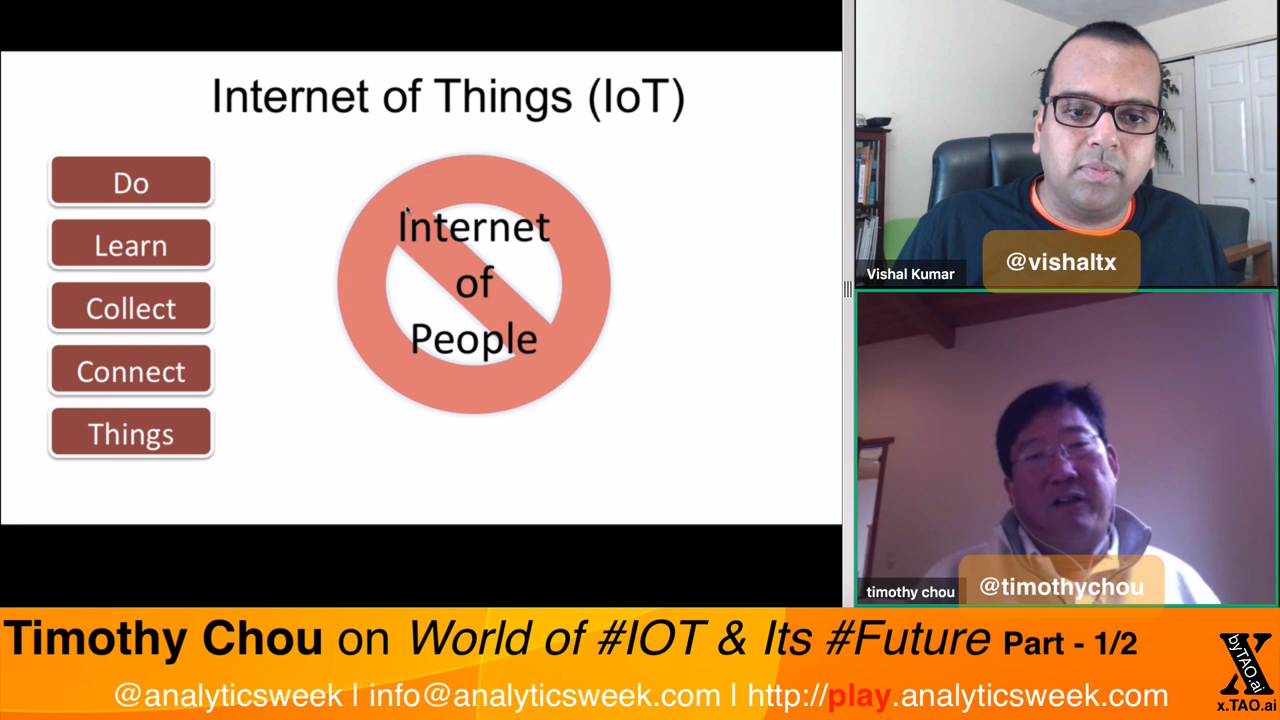 Internet of Things (IoT)
Do
Learn
Collect
Connect
Things
Internet
of
People
Vishal Kumar
@vishaltx
timothy chou
@timothychou
Timothy Chou on World of #IOT & Its #Future Part - 1/2
@analyticsweek I info@analyticsweek.com I http://play.analyticsweek.com
X
byTAO.ai
x.TAO.ai